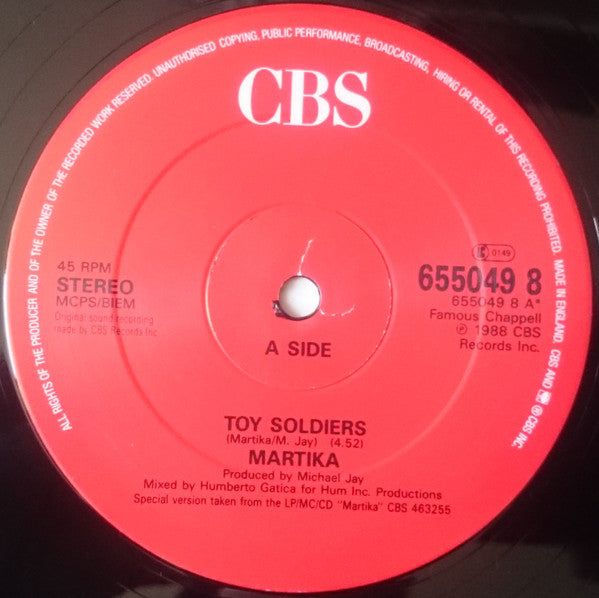 CBS
ALL RIGHTS OF THE PRODUCER AND OF THE OWNER OF THE RECORDED WORK RESERVED. UNAUTHORISED COPYING, PUBLIC PERFORMANCE, BROADCASTING, HIRING OR RENTAL OF THIS RECORDING PROHIBITED. MADE IN ENGLAND. CBS AND ® CBS INC.
45 RPM
STEREO
MCPS/BIEM
Original sound recording
made by CBS Records Inc.
0149
655049 8
655049 8 A*
Famous Chappell
℗ 1988 CBS
Records Inc.
A SIDE
TOY SOLDIERS
(Martika/M. Jay) (4.52)
MARTIKA
Produced by Michael Jay
Mixed by Humberto Gatica for Hum Inc. Productions
Special version taken from the LP/MC/CD "Martika" CBS 463255